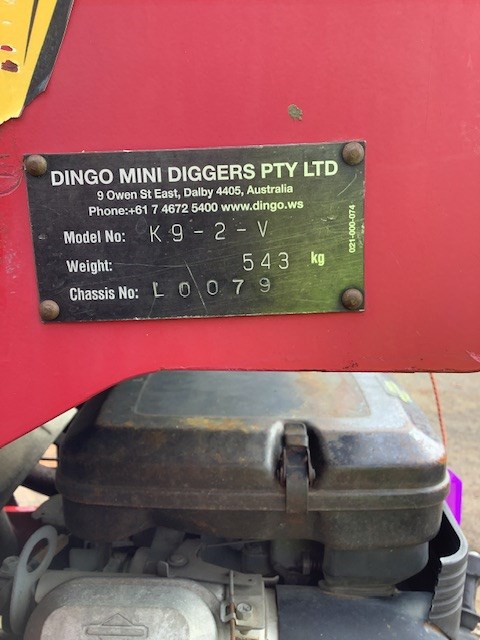 DINGO MINI DIGGERS PTY LTD
9 Owen St East, Dalby 4405, Australia
Phone:+61 7 4672 5400 www.dingo.ws
Model No: K9-2-V
Weight: 543 kg
Chassis No: L0079
021-000-074